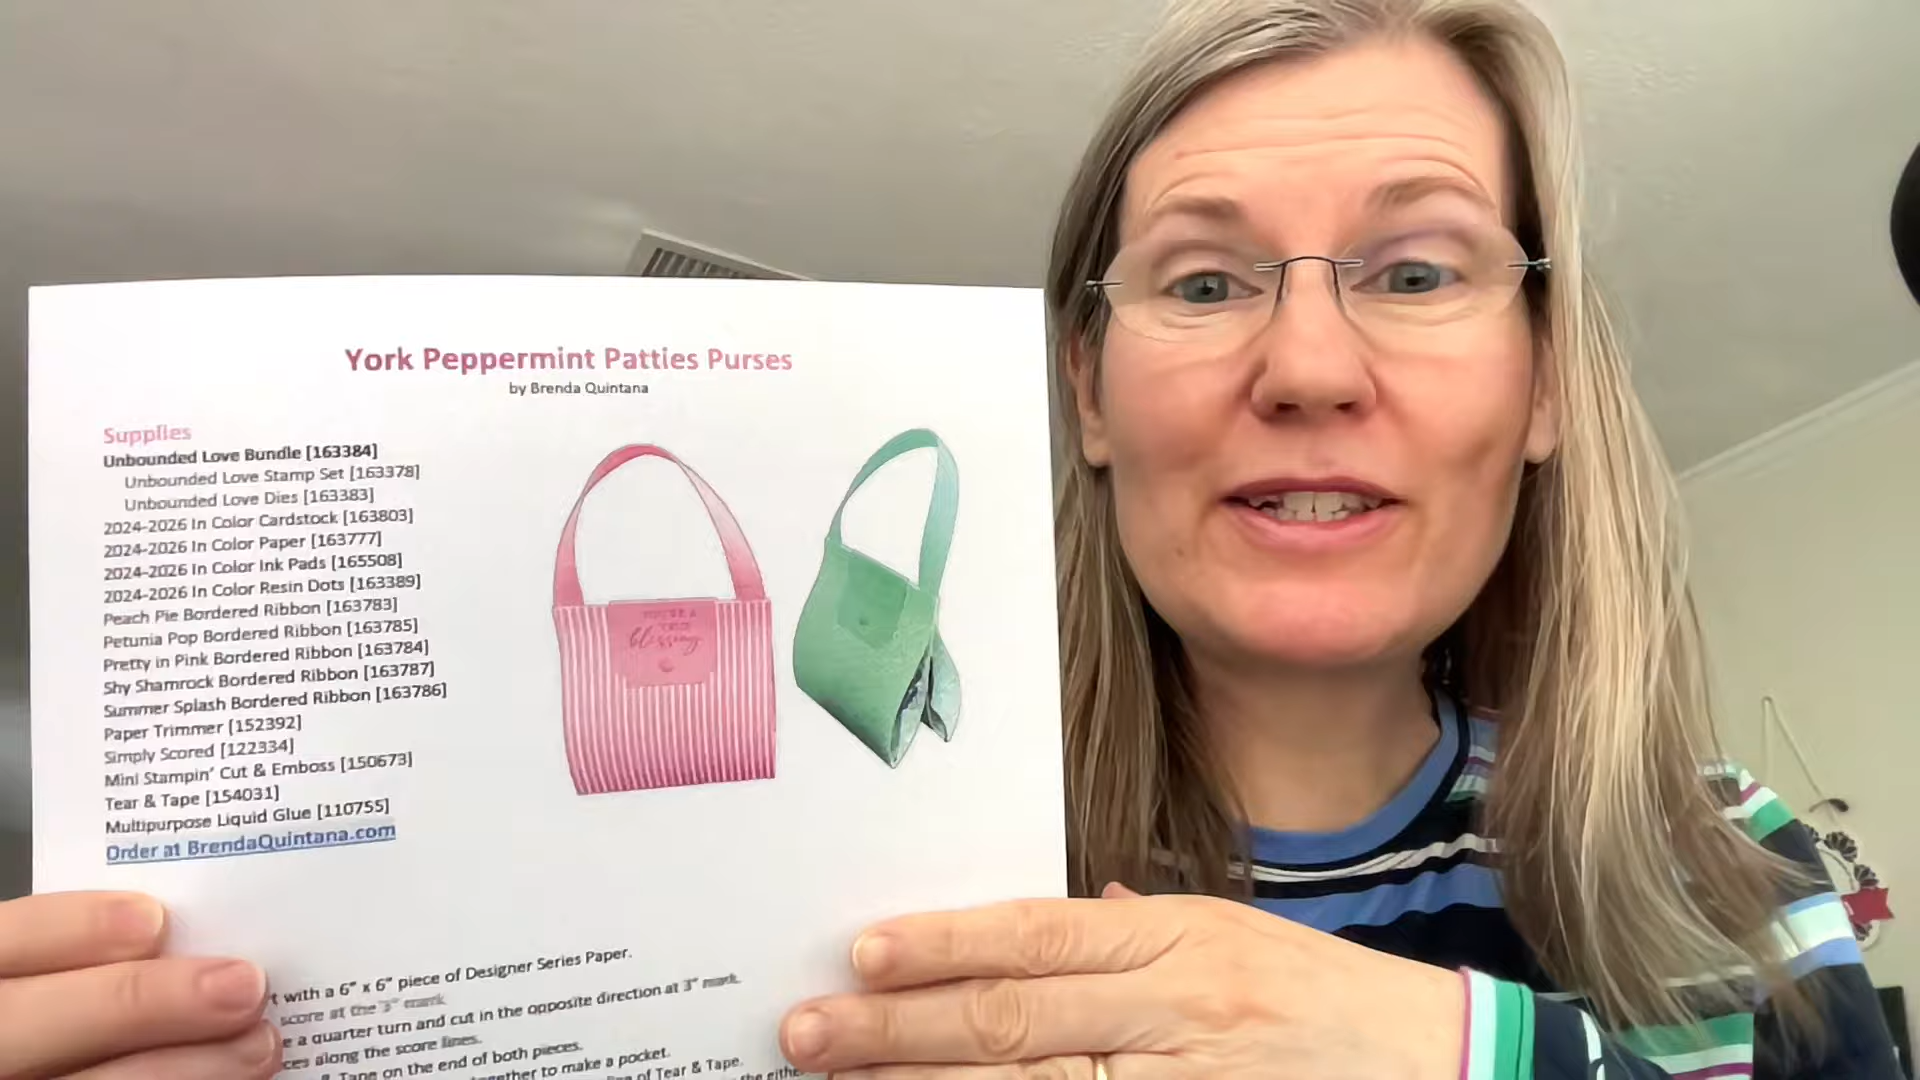 York Peppermint Patties Purses
by Brenda Quintana
Supplies
Unbounded Love Bundle [163384]
Unbounded Love Stamp Set [163378]
Unbounded Love Dies [163383]
2024-2026 In Color Cardstock [163803]
2024-2026 In Color Paper [163777]
2024-2026 In Color Ink Pads [165508]
2024-2026 In Color Resin Dots [163389]
Peach Pie Bordered Ribbon [163783]
Petunia Pop Bordered Ribbon [163785]
Pretty in Pink Bordered Ribbon [163784]
Shy Shamrock Bordered Ribbon [163787]
Summer Splash Bordered Ribbon [163786]
Paper Trimmer [152392]
Simply Scored [122334]
Mini Stampin' Cut & Emboss [150673]
Tear & Tape [154031]
Multipurpose Liquid Glue [110755]
Order at BrendaQuintana.com
blessing
with a 6" x 6" piece of Designer Series Paper.
score at the 3" mark
a quarter turn and cut in the opposite direction at 3" mark.
along the score lines.
& Tape on the end of both pieces.
to make a pocket.
of Tear & Tape.